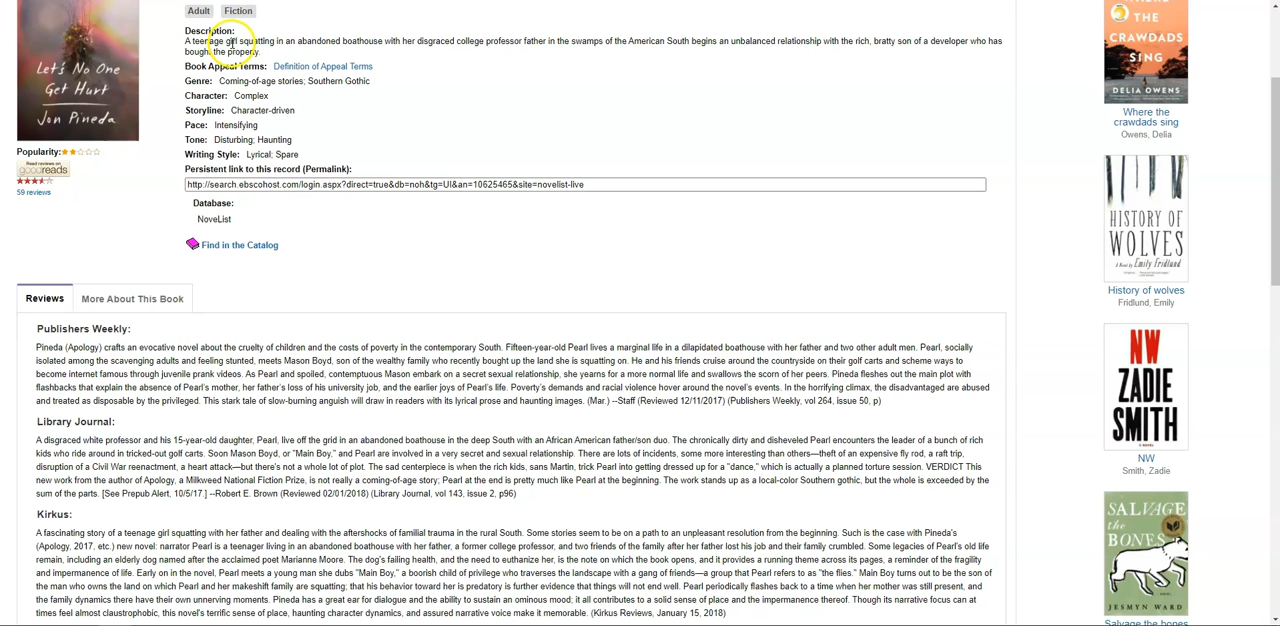 Adult Fiction
Description:
A teenage girl squatting in an abandoned boathouse with her disgraced college professor father in the swamps of the American South begins an unbalanced relationship with the rich, bratty son of a developer who has
bought the property.
Book Appeal Terms: Definition of Appeal Terms
Genre: Coming-of-age stories; Southern Gothic
Character: Complex
Storyline: Character-driven
Pace: Intensifying
Tone: Disturbing; Haunting
Writing Style: Lyrical; Spare
Persistent link to this record (Permalink):
http://search.ebscohost.com/login.aspx?direct=true&db=noh&tg=UI&an=10625465&site=novelist-live
Database:
NoveList
Find in the Catalog
Let's No One
Get Hurt
Jon Pineda
Popularity:
Read reviews on
goodreads
59 reviews
Reviews More About This Book
Publishers Weekly:
Pineda (Apology) crafts an evocative novel about the cruelty of children and the costs of poverty in the contemporary South. Fifteen-year-old Pearl lives a marginal life in a dilapidated boathouse with her father and two other adult men. Pearl, socially
isolated among the scavenging adults and feeling stunted, meets Mason Boyd, son of the wealthy family who recently bought up the land she is squatting on. He and his friends cruise around the countryside on their golf carts and scheme ways to
become internet famous through juvenile prank videos. As Pearl and spoiled, contemptuous Mason embark on a secret sexual relationship, she yearns for a more normal life and swallows the scorn of her peers. Pineda fleshes out the main plot with
flashbacks that explain the absence of Pearl's mother, her father's loss of his university job, and the earlier joys of Pearl's life. Poverty's demands and racial violence hover around the novel's events. In the horrifying climax, the disadvantaged are abused
and treated as disposable by the privileged. This stark tale of slow-burning anguish will draw in readers with its lyrical prose and haunting images. (Mar.) --Staff (Reviewed 12/11/2017) (Publishers Weekly, vol 264, issue 50, p)
Library Journal:
A disgraced white professor and his 15-year-old daughter, Pearl, live off the grid in an abandoned boathouse in the deep South with an African American father/son duo. The chronically dirty and disheveled Pearl encounters the leader of a bunch of rich
kids who ride around in tricked-out golf carts. Soon Mason Boyd, or "Main Boy," and Pearl are involved in a very secret and sexual relationship. There are lots of incidents, some more interesting than others—theft of an expensive fly rod, a raft trip,
disruption of a Civil War reenactment, a heart attack—but there's not a whole lot of plot. The sad centerpiece is when the rich kids, sans Martin, trick Pearl into getting dressed up for a "dance," which is actually a planned torture session. VERDICT This
new work from the author of Apology, a Milkweed National Fiction Prize, is not really a coming-of-age story; Pearl at the end is pretty much like Pearl at the beginning. The work stands up as a local-color Southern gothic, but the whole is exceeded by the
sum of the parts. [See Prepub Alert, 10/5/17.] --Robert E. Brown (Reviewed 02/01/2018) (Library Journal, vol 143, issue 2, p96)
Kirkus:
A fascinating story of a teenage girl squatting with her father and dealing with the aftershocks of familial trauma in the rural South. Some stories seem to be on a path to an unpleasant resolution from the beginning. Such is the case with Pineda's
(Apology, 2017, etc.) new novel: narrator Pearl is a teenager living in an abandoned boathouse with her father, a former college professor, and two friends of the family after her father lost his job and their family crumbled. Some legacies of Pearl's old life
remain, including an elderly dog named after the acclaimed poet Marianne Moore. The dog's failing health, and the need to euthanize her, is the note on which the book opens, and it provides a running theme across its pages, a reminder of the fragility
and impermanence of life. Early on in the novel, Pearl meets a young man she dubs "Main Boy," a boorish child of privilege who traverses the landscape with a gang of friends—a group that Pearl refers to as "the flies." Main Boy turns out to be the son of
the man who owns the land on which Pearl and her makeshift family are squatting; that his behavior toward her is predatory is further evidence that things will not end well. Pearl periodically flashes back to a time when her mother was still present, and
the family dynamics there have their own unnerving moments. Pineda has a great ear for dialogue and the ability to sustain an ominous mood; it all contributes to a solid sense of place and the impermanence thereof. Though its narrative focus can at
times feel almost claustrophobic, this novel's terrific sense of place, haunting character dynamics, and assured narrative voice make it memorable. (Kirkus Reviews, January 15, 2018)
WHERE
THE
CRAWDADS
SING
DELIA OWENS
Where the
crawdads sing
Owens, Delia
HISTORY
OF
WOLVES
A Novel by Emily Fridlund
History of wolves
Fridlund, Emily
NW
ZADIE
SMITH
NW
Smith, Zadie
SALVAGE
the
BONES
JESMYN WARD
Salvage the bones